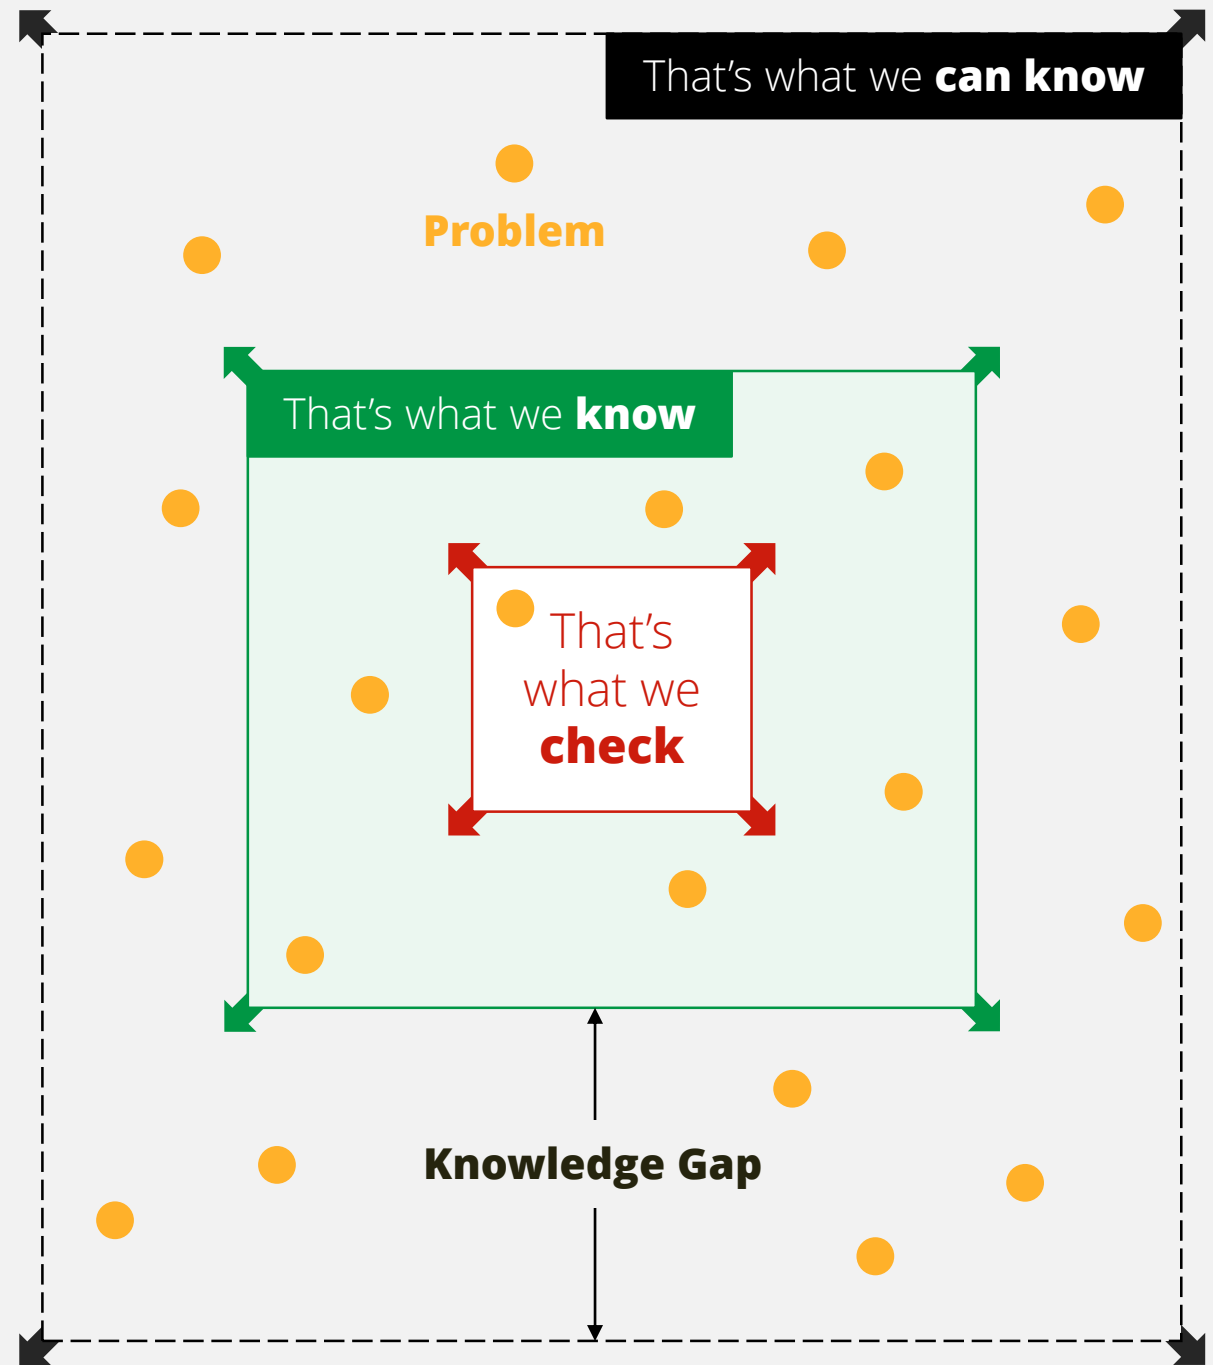 That's what we can know
Problem
That's what we know
That's
what we
check
Knowledge Gap